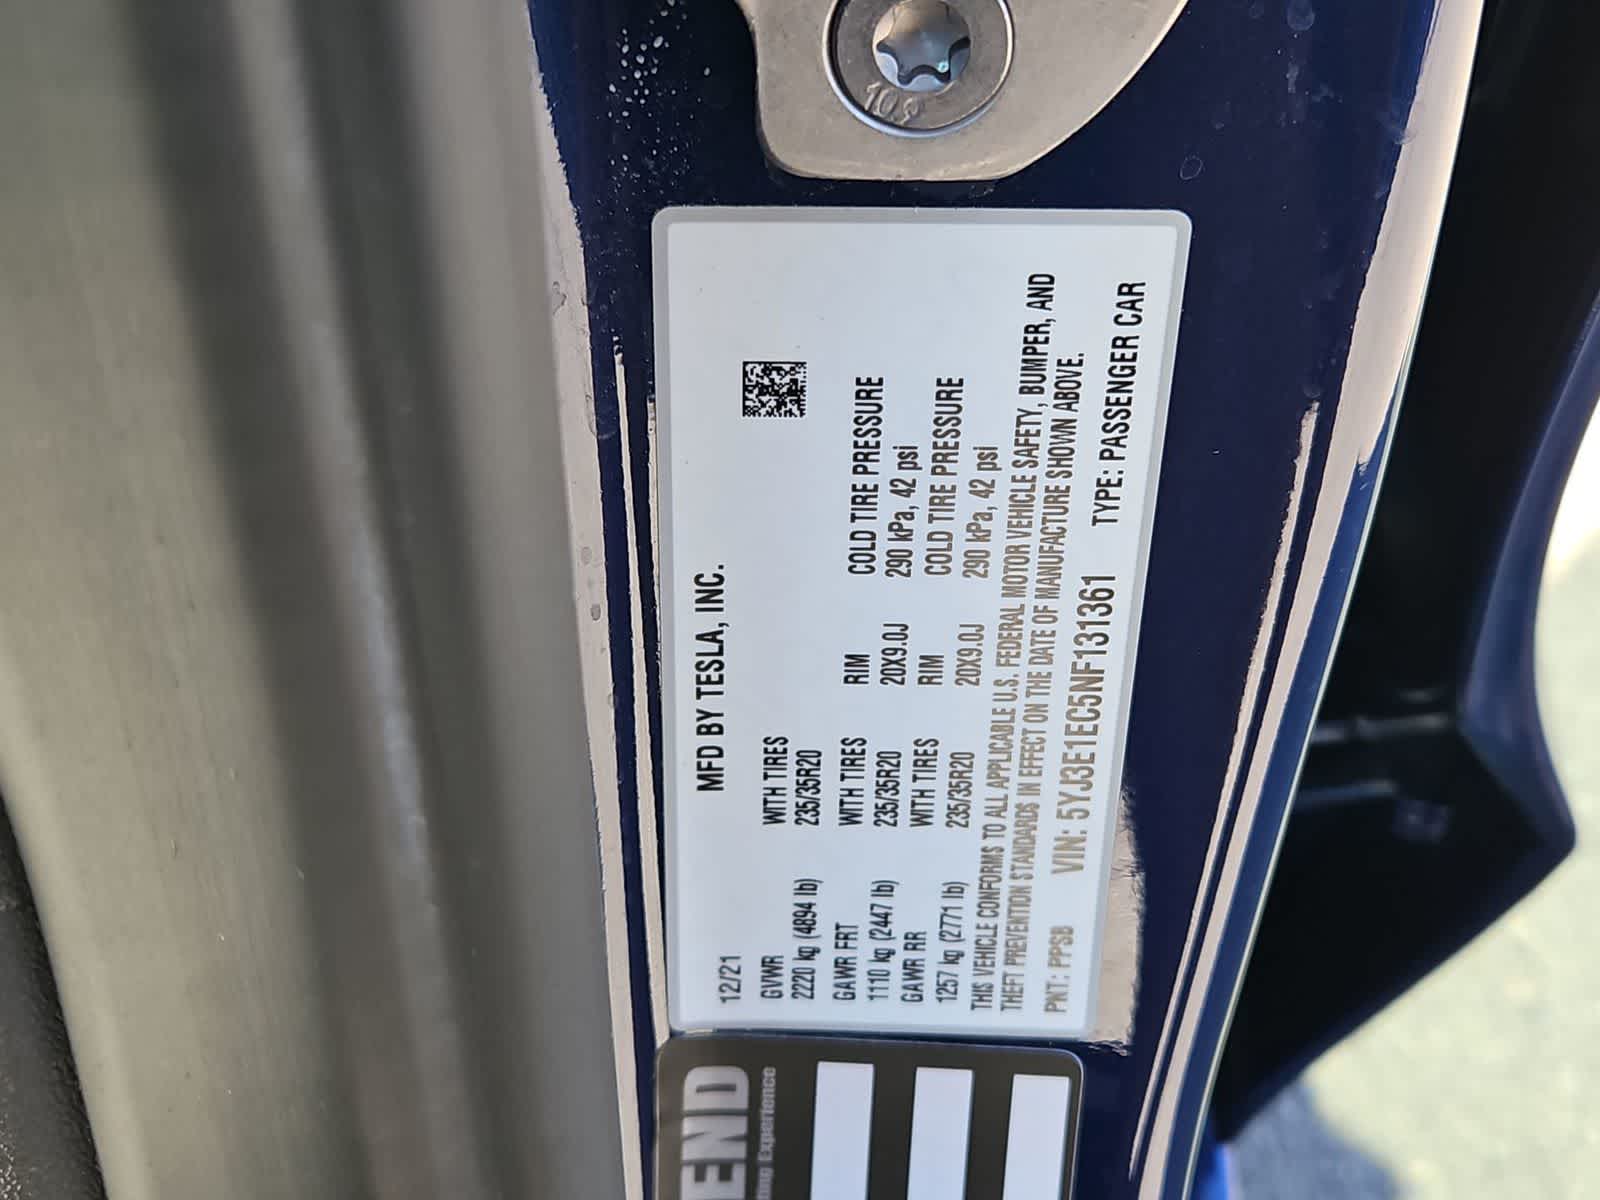 10.9
MFD BY TESLA, INC.
12/21
GVWR WITH TIRES
2220 kg (4894 lb) 235/35R20
GAWR FRT WITH TIRES RIM COLD TIRE PRESSURE
1110 kg (2447 lb) 235/35R20 20X9.0J 290 kPa, 42 psi
GAWR RR WITH TIRES RIM COLD TIRE PRESSURE
1257 kg (2771 lb) 235/35R20 20X9.0J 290 kPa, 42 psi
THIS VEHICLE CONFORMS TO ALL APPLICABLE U.S. FEDERAL MOTOR VEHICLE SAFETY, BUMPER, AND
THEFT PREVENTION STANDARDS IN EFFECT ON THE DATE OF MANUFACTURE SHOWN ABOVE.
PNT: PPSB VIN: 5YJ3E1EC5NF131361 TYPE: PASSENGER CAR
END
Experience